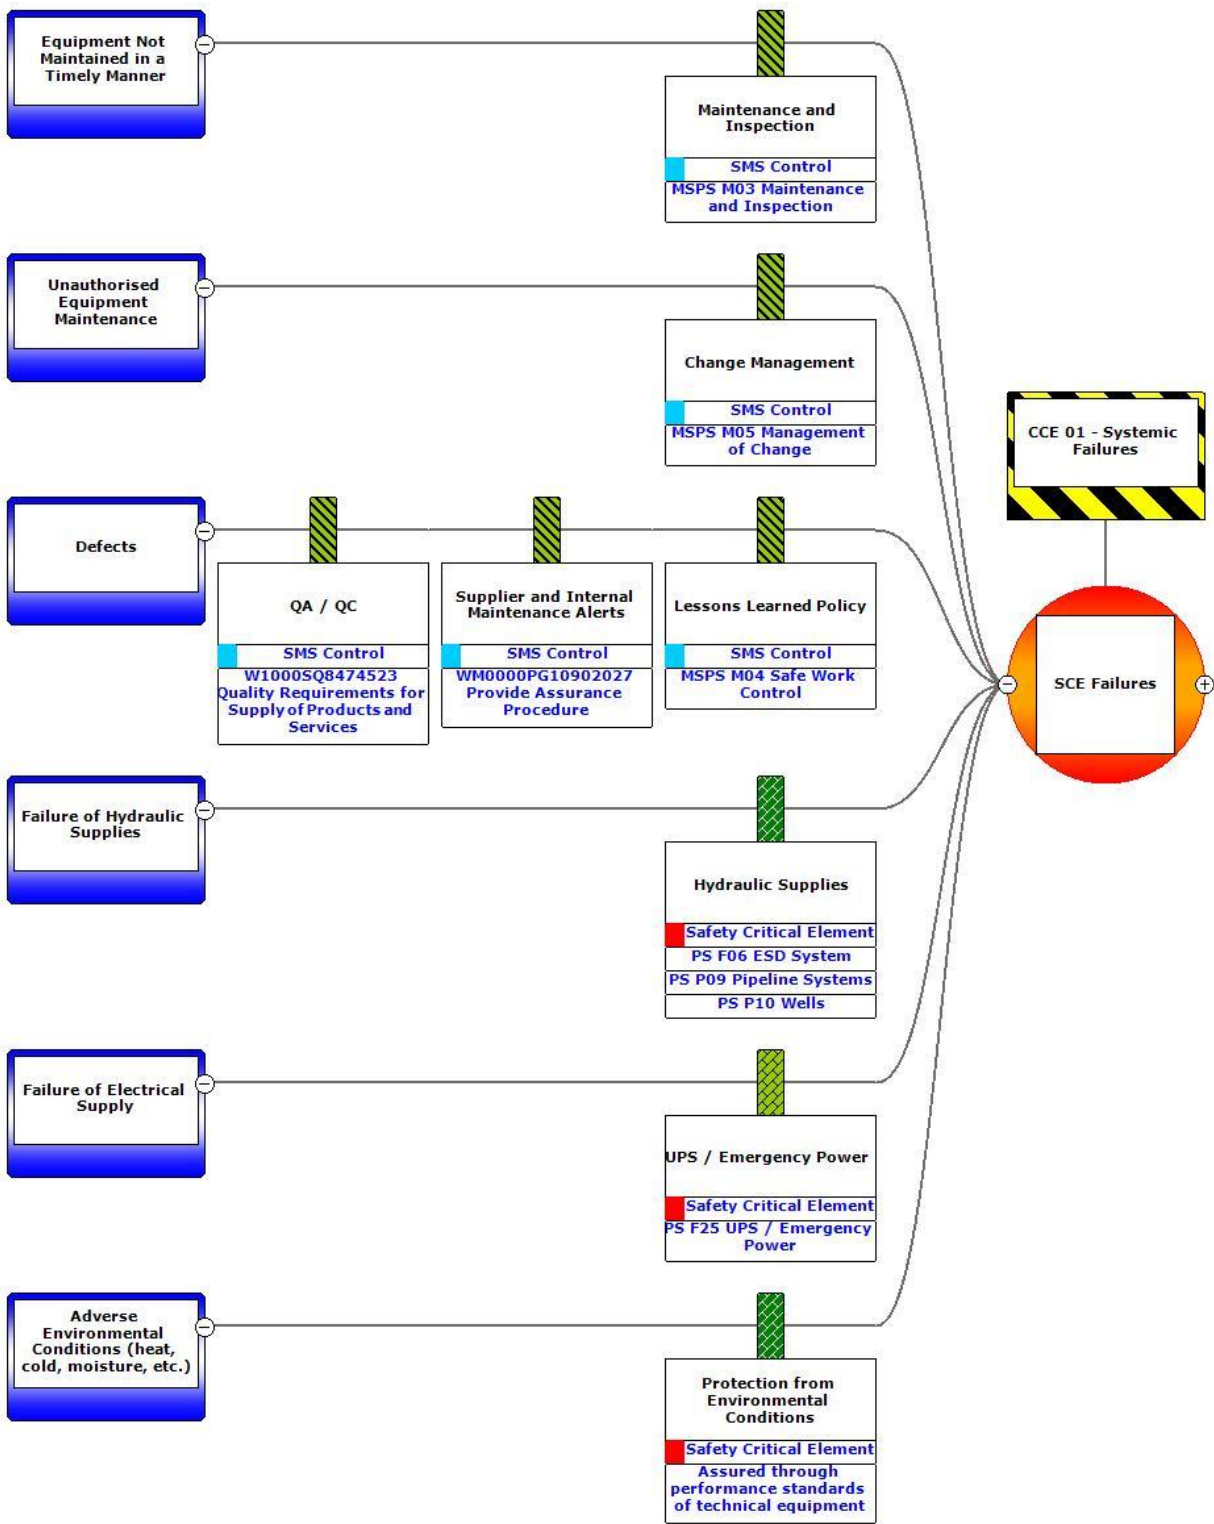 Equipment Not
Maintained in a
Timely Manner
Maintenance and
Inspection
SMS Control
MSPS M03 Maintenance
and Inspection
Unauthorised
Equipment
Maintenance
Change Management
SMS Control
MSPS M05 Management
of Change
CCE 01 - Systemic
Failures
SCE Failures
Defects
QA / QC
SMS Control
W1000SQ8474523
Quality Requirements for
Supply of Products and
Services
Supplier and Internal
Maintenance Alerts
SMS Control
WM0000PG10902027
Provide Assurance
Procedure
Lessons Learned Policy
SMS Control
MSPS M04 Safe Work
Control
Failure of Hydraulic
Supplies
Hydraulic Supplies
Safety Critical Element
PS F06 ESD System
PS P09 Pipeline Systems
PS P10 Wells
Failure of Electrical
Supply
UPS / Emergency Power
Safety Critical Element
PS F25 UPS / Emergency
Power
Adverse
Environmental
Conditions (heat,
cold, moisture, etc.)
Protection from
Environmental
Conditions
Safety Critical Element
Assured through
performance standards
of technical equipment